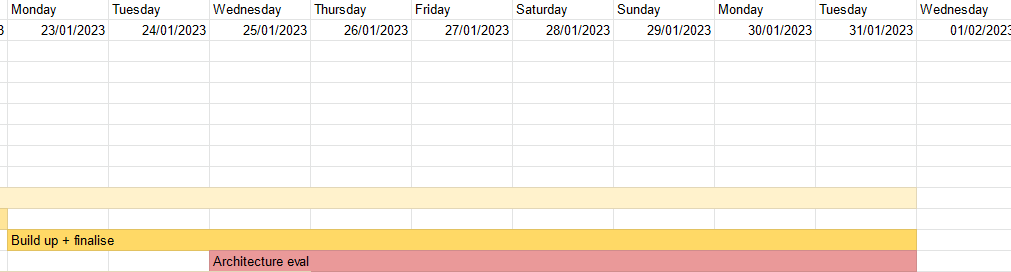 Monday Tuesday Wednesday Thursday Friday Saturday Sunday Monday Tuesday Wednesday
3 23/01/2023 24/01/2023 25/01/2023 26/01/2023 27/01/2023 28/01/2023 29/01/2023 30/01/2023 31/01/2023 01/02/2023
Build up + finalise
Architecture eval